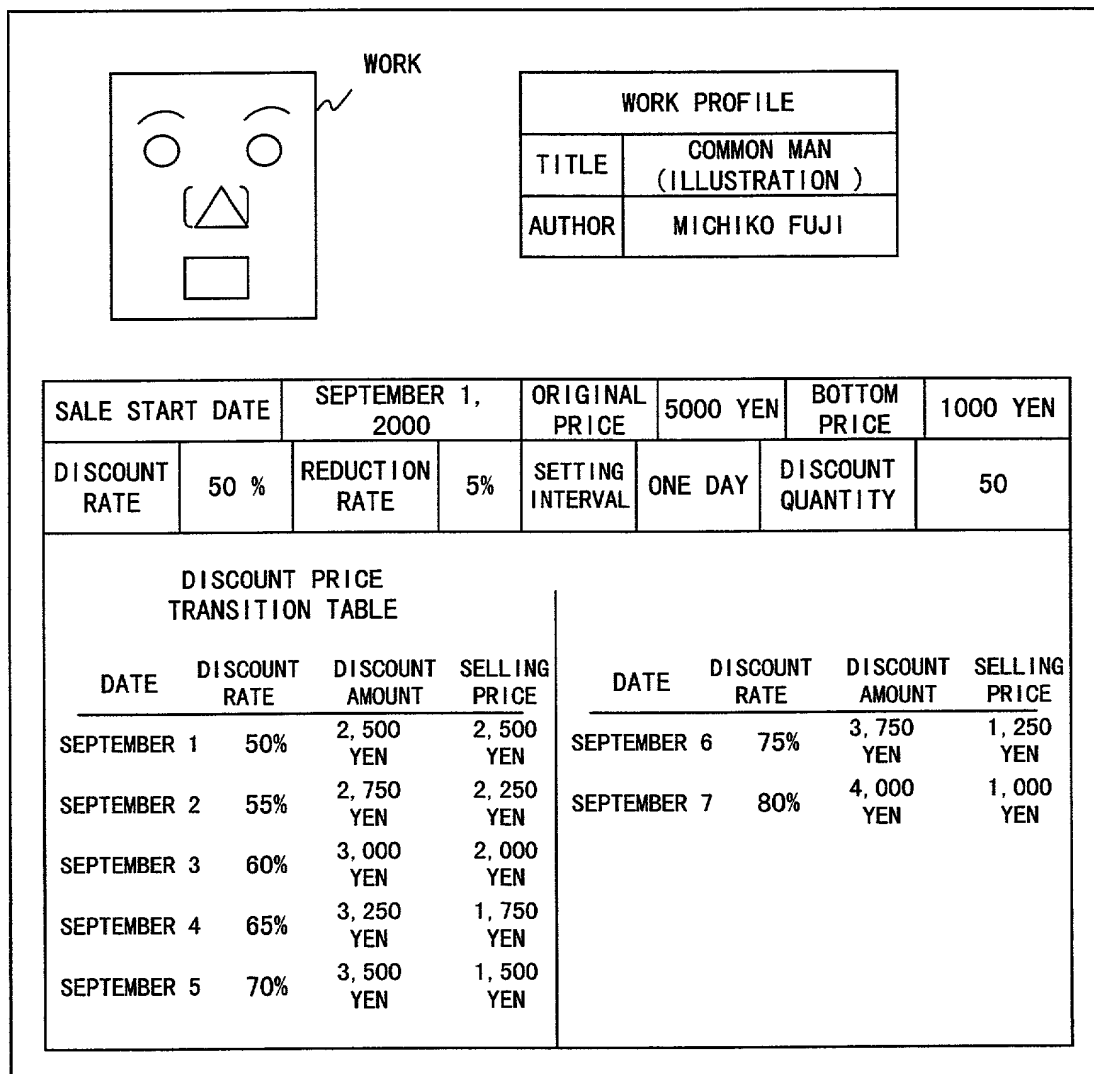 WORK
WORK PROFILE
TITLE COMMON MAN
(ILLUSTRATION )
AUTHOR MICHIKO FUJI
SALE START DATE SEPTEMBER 1, 2000 ORIGINAL PRICE 5000 YEN BOTTOM PRICE 1000 YEN
DISCOUNT RATE 50 % REDUCTION RATE 5% SETTING INTERVAL ONE DAY DISCOUNT QUANTITY 50
DISCOUNT PRICE
TRANSITION TABLE
DATE DISCOUNT RATE DISCOUNT AMOUNT SELLING PRICE
SEPTEMBER 1 50% 2,500 YEN 2,500 YEN
SEPTEMBER 2 55% 2,750 YEN 2,250 YEN
SEPTEMBER 3 60% 3,000 YEN 2,000 YEN
SEPTEMBER 4 65% 3,250 YEN 1,750 YEN
SEPTEMBER 5 70% 3,500 YEN 1,500 YEN
DATE DISCOUNT RATE DISCOUNT AMOUNT SELLING PRICE
SEPTEMBER 6 75% 3,750 YEN 1,250 YEN
SEPTEMBER 7 80% 4,000 YEN 1,000 YEN